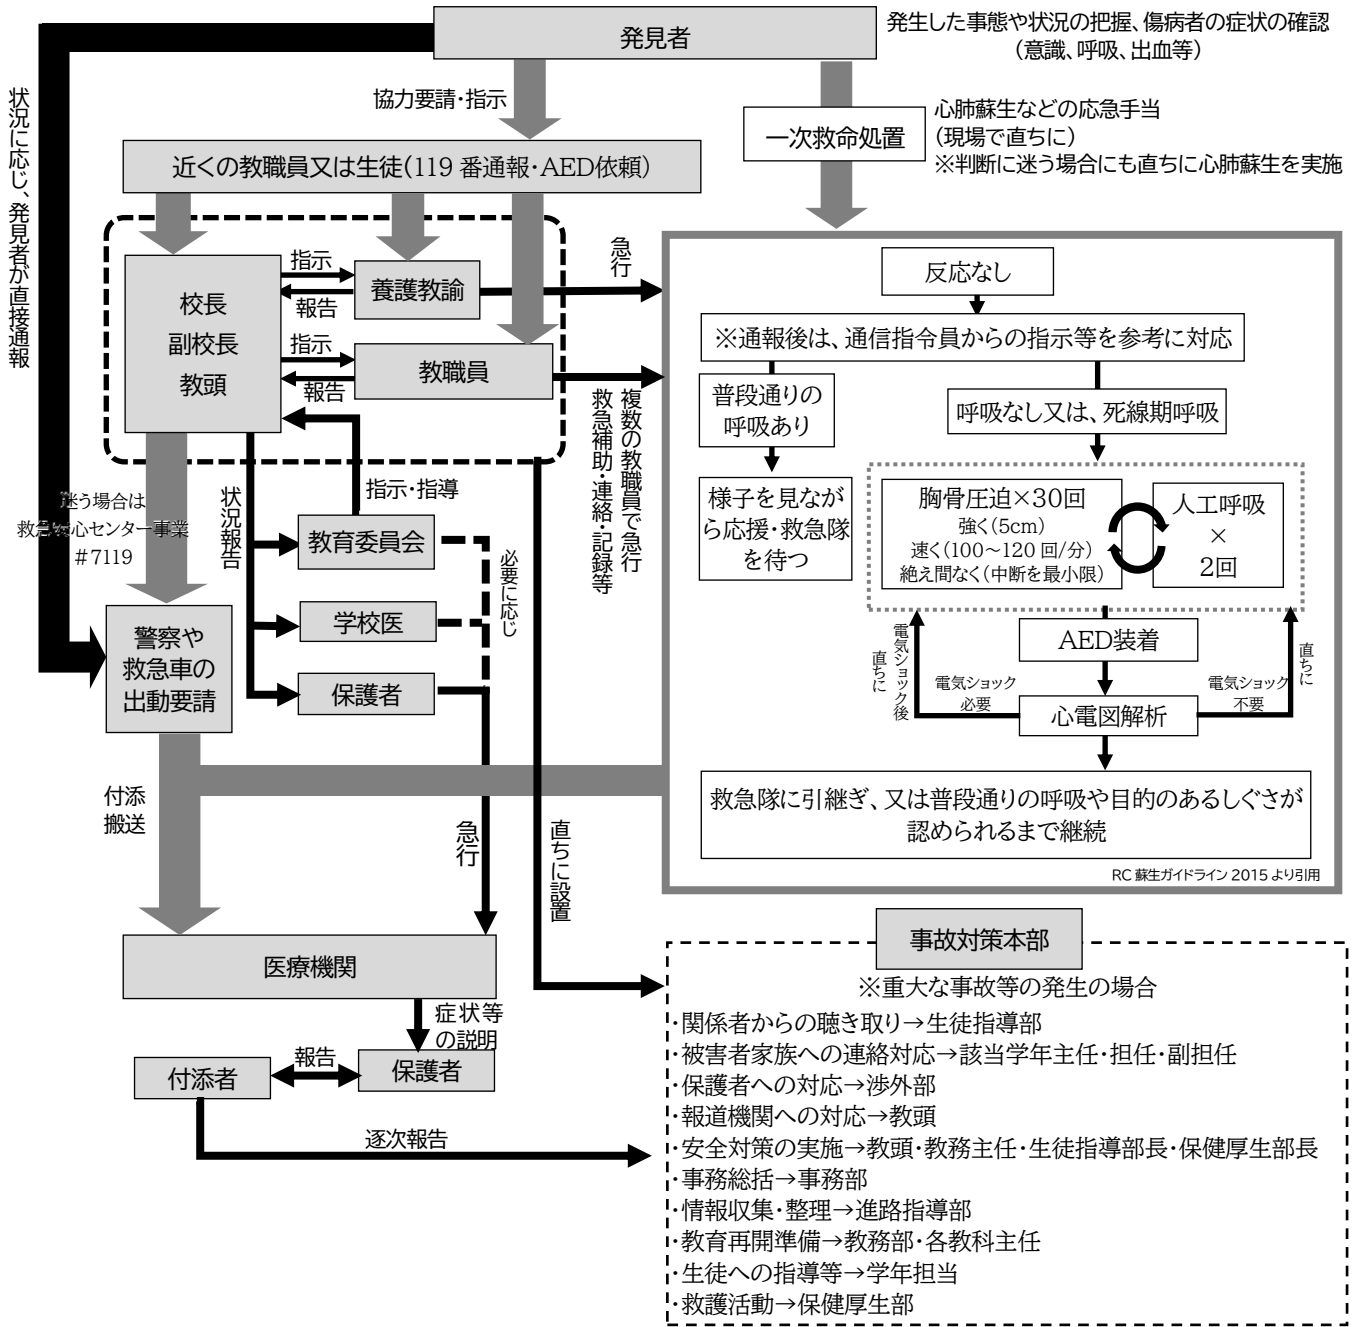 発見者
発生した事態や状況の把握、傷病者の症状の確認
（意識、呼吸、出血等）
状況に応じ、発見者が直接通報
協力要請・指示
一次救命処置
心肺蘇生などの応急手当
（現場で直ちに）
※判断に迷う場合にも直ちに心肺蘇生を実施
近くの教職員又は生徒（119 番通報・AED依頼）
校長
副校長
教頭
指示
報告
養護教諭
指示
報告
教職員
急行
複数の教職員で急行
救急補助・連絡・記録等
指示・指導
状況報告
迷う場合は
救急安心センター事業
＃7119
教育委員会
学校医
保護者
必要に応じ
警察や
救急車の
出動要請
付添
搬送
急行
直ちに設置
反応なし
※通報後は、通信指令員からの指示等を参考に対応
普段通りの
呼吸あり
呼吸なし又は、死線期呼吸
様子を見なが
ら応援・救急隊
を待つ
胸骨圧迫×30回
強く（5cm）
速く（100～120 回/分）
絶え間なく（中断を最小限）
人工呼吸
×
2回
AED装着
電気ショック後
直ちに
電気ショック
必要
心電図解析
電気ショック
不要
直ちに
救急隊に引継ぎ、又は普段通りの呼吸や目的のあるしぐさが
認められるまで継続
RC 蘇生ガイドライン 2015 より引用
医療機関
症状等
の説明
付添者
報告
保護者
逐次報告
事故対策本部
※重大な事故等の発生の場合
・関係者からの聴き取り→生徒指導部
・被害者家族への連絡対応→該当学年主任・担任・副担任
・保護者への対応→渉外部
・報道機関への対応→教頭
・安全対策の実施→教頭・教務主任・生徒指導部長・保健厚生部長
・事務総括→事務部
・情報収集・整理→進路指導部
・教育再開準備→教務部・各教科主任
・生徒への指導等→学年担当
・救護活動→保健厚生部